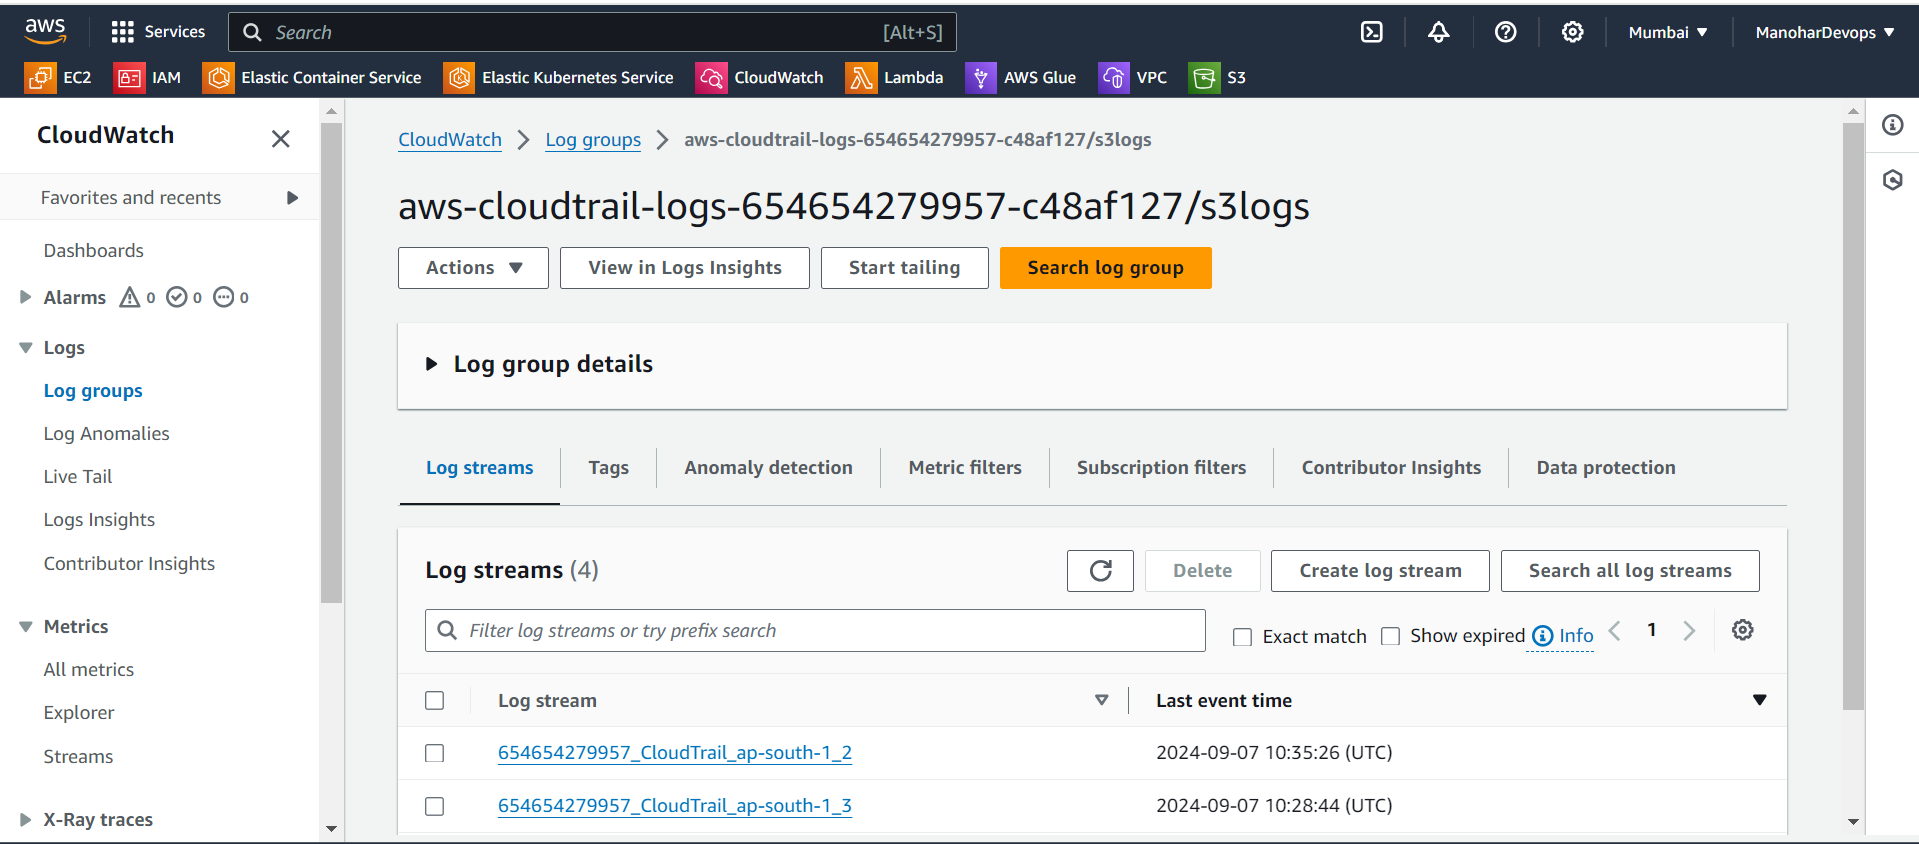 aws Services Search [Alt+S] Mumbai ▼ ManoharDevops ▼
EC2 IAM Elastic Container Service Elastic Kubernetes Service CloudWatch Lambda AWS Glue VPC S3
CloudWatch
Favorites and recents
Dashboards
Alarms 0 0 0
Logs
Log groups
Log Anomalies
Live Tail
Logs Insights
Contributor Insights
Metrics
All metrics
Explorer
Streams
X-Ray traces
CloudWatch > Log groups > aws-cloudtrail-logs-654654279957-c48af127/s3logs
aws-cloudtrail-logs-654654279957-c48af127/s3logs
Actions ▼ View in Logs Insights Start tailing Search log group
Log group details
Log streams Tags Anomaly detection Metric filters Subscription filters Contributor Insights Data protection
Log streams (4) Delete Create log stream Search all log streams
Filter log streams or try prefix search Exact match Show expired Info 1
Log stream Last event time
654654279957_CloudTrail_ap-south-1_2 2024-09-07 10:35:26 (UTC)
654654279957_CloudTrail_ap-south-1_3 2024-09-07 10:28:44 (UTC)